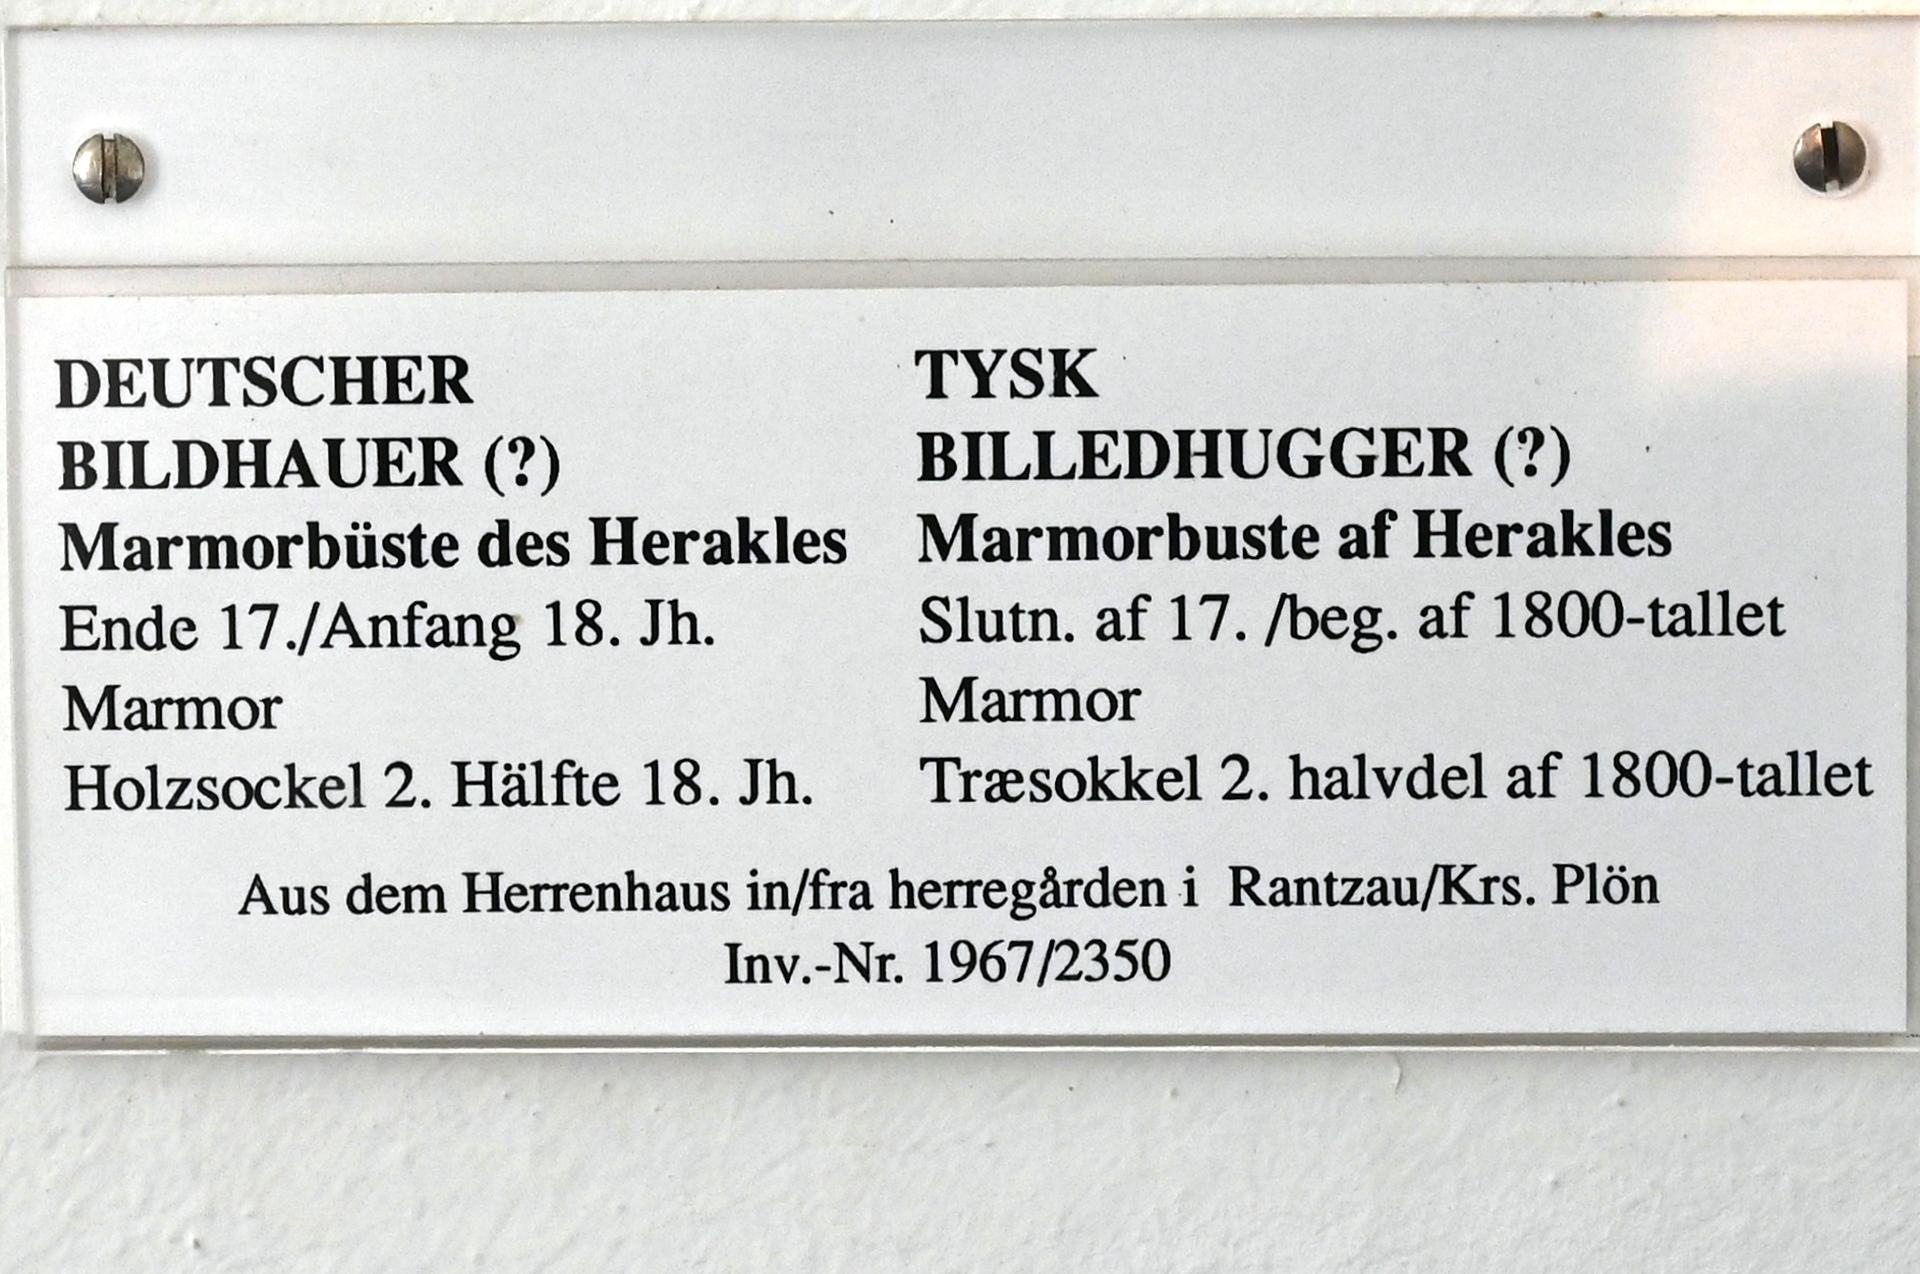 DEUTSCHER
BILDHAUER (?)
Marmorbüste des Herakles
Ende 17./Anfang 18. Jh.
Marmor
Holzsockel 2. Hälfte 18. Jh.
TYSK
BILLEDHUGGER (?)
Marmorbuste af Herakles
Slutn. af 17. /beg. af 1800-tallet
Marmor
Træsokkel 2. halvdel af 1800-tallet
Aus dem Herrenhaus in/fra herregården i Rantzau/Krs. Plön
Inv.-Nr. 1967/2350